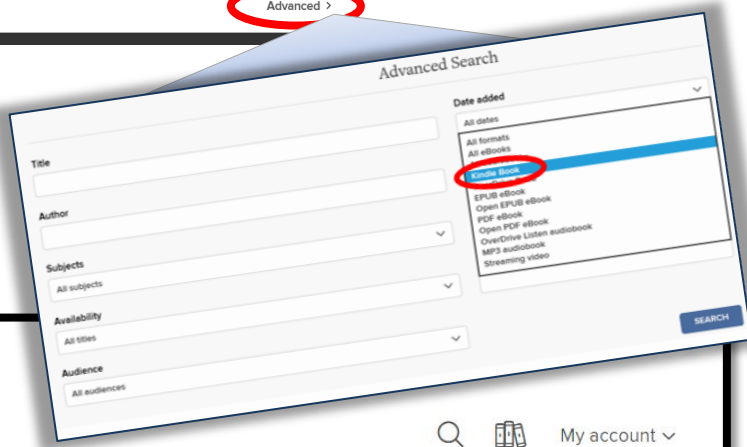 Advanced >
Advanced Search
Title
Author
Subjects
All subjects
Availability
All titles
Audience
All audiences
Date added
All dates
All formats
All eBooks
Kindle Book
EPUB eBook
Open EPUB eBook
PDF eBook
Open PDF eBook
OverDrive Listen audiobook
MP3 audiobook
Streaming video
SEARCH
My account